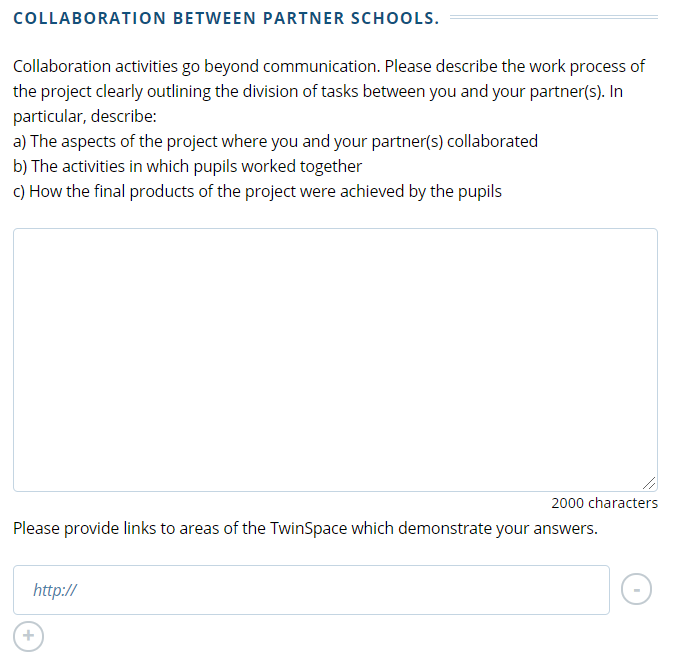 COLLABORATION BETWEEN PARTNER SCHOOLS.
Collaboration activities go beyond communication. Please describe the work process of
the project clearly outlining the division of tasks between you and your partner(s). In
particular, describe:
a) The aspects of the project where you and your partner(s) collaborated
b) The activities in which pupils worked together
c) How the final products of the project were achieved by the pupils
2000 characters
Please provide links to areas of the TwinSpace which demonstrate your answers.
http://
-
+